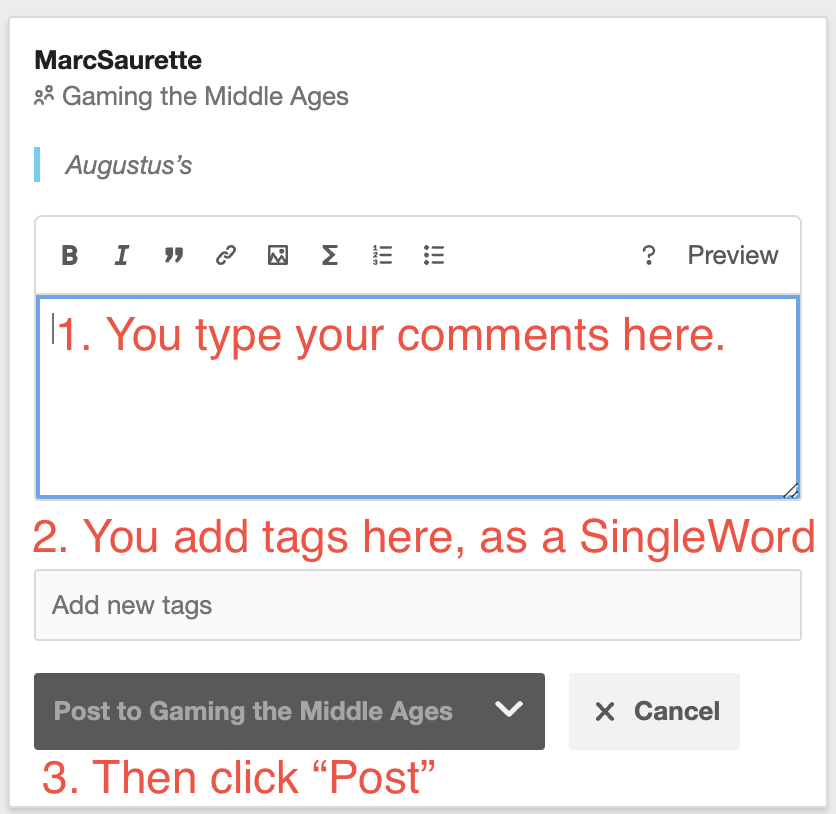 MarcSaurette
Gaming the Middle Ages
Augustus’s
B I ” Σ ? Preview
1. You type your comments here.
2. You add tags here, as a SingleWord
Add new tags
Post to Gaming the Middle Ages Cancel
3. Then click “Post”